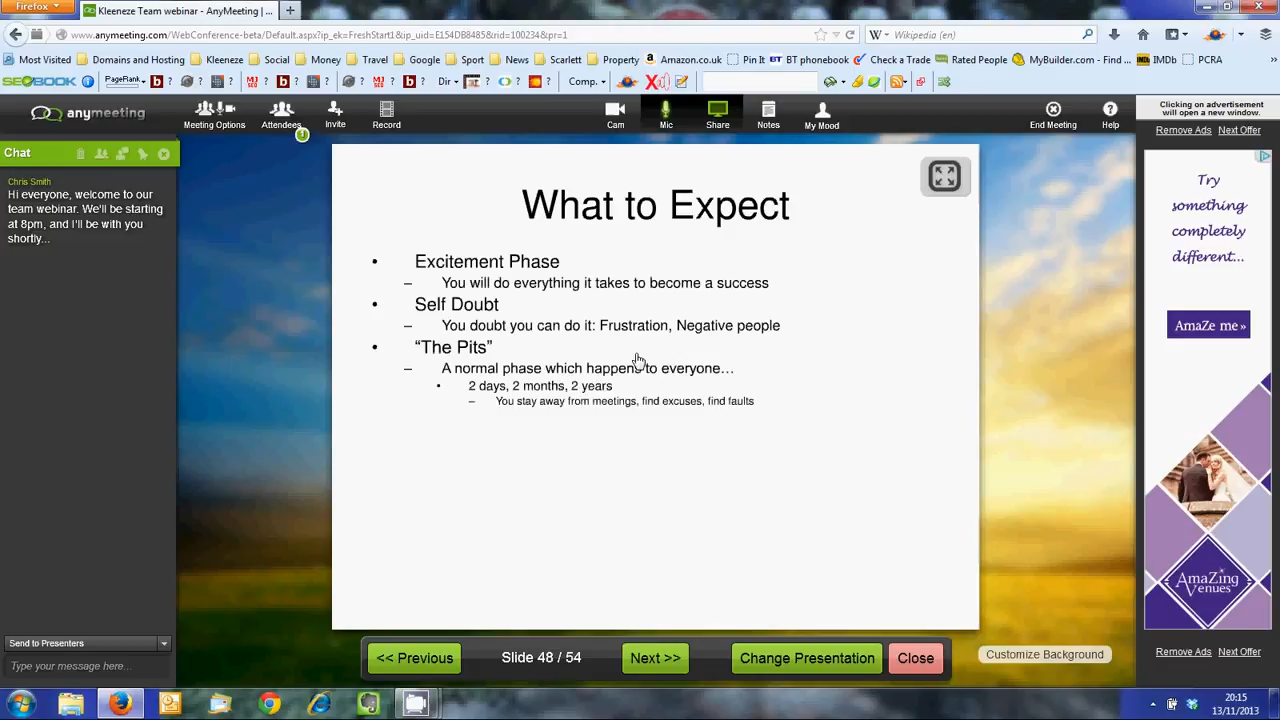 Firefox
Kleeneze Team webinar - AnyMeeting | ...
www.anymeeting.com/WebConference-beta/Default.aspx?ip_ek=FreshStart1&ip_uid=E154DB8485&rid=100234&pr=1
Wikipedia (en)
Most Visited
Domains and Hosting
Kleeneze
Social
Money
Travel
Google
Sport
News
Scarlett
Property
Amazon.co.uk
Pin It
BT phonebook
Check a Trade
Rated People
MyBuilder.com - Find ...
IMDb
PCRA
SEOBOOK
PageRank
Dir
Comp.
anymeeting
Meeting Options
Attendees
1
Invite
Record
Cam
Mic
Share
Notes
My Mood
End Meeting
Help
Clicking on advertisement
will open a new window.
Remove Ads Next Offer
Chat
Chris Smith
Hi everyone, welcome to our
team webinar. We'll be starting
at 8pm, and I'll be with you
shortly...
What to Expect
• Excitement Phase
– You will do everything it takes to become a success
• Self Doubt
– You doubt you can do it: Frustration, Negative people
• “The Pits”
– A normal phase which happens to everyone…
• 2 days, 2 months, 2 years
– You stay away from meetings, find excuses, find faults
Try
something
completely
different...
AmaZe me »
AmaZing
Venues
Remove Ads Next Offer
Send to Presenters
Type your message here...
<< Previous
Slide 48 / 54
Next >>
Change Presentation
Close
Customize Background
20:15
13/11/2013